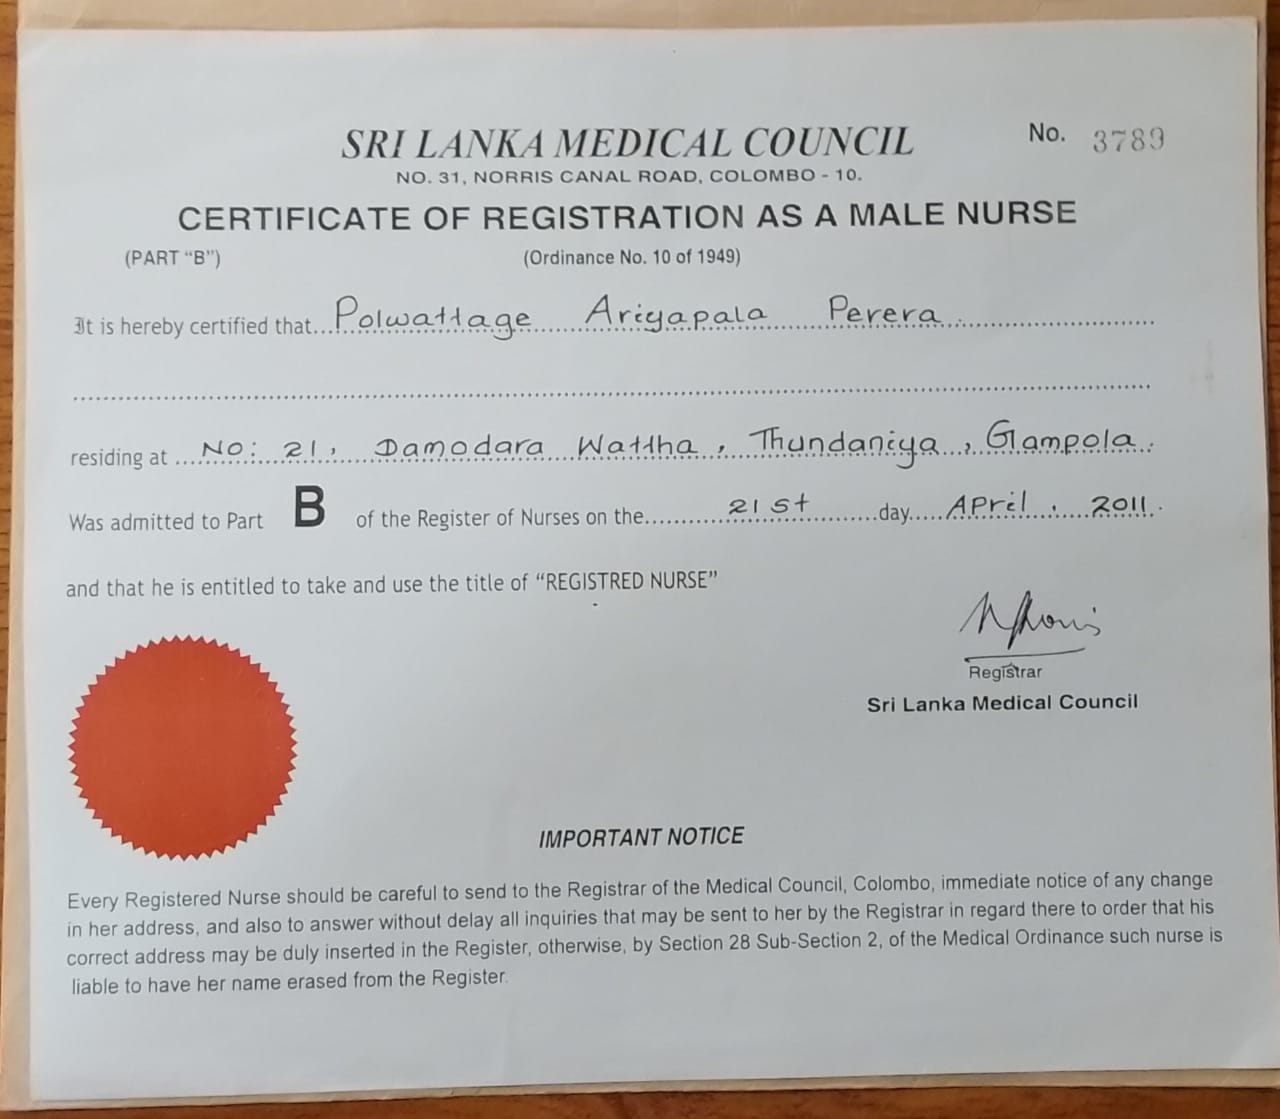 SRI LANKA MEDICAL COUNCIL
No. 3789
NO. 31, NORRIS CANAL ROAD, COLOMBO - 10.
CERTIFICATE OF REGISTRATION AS A MALE NURSE
(PART “B”) (Ordinance No. 10 of 1949)
It is hereby certified that...Polwattage Ariyapala Perera
residing at ...No: 21, Damodara Wattha, Thundaniya, Gampola.
Was admitted to Part B of the Register of Nurses on the...21st...day...April. 2011.
and that he is entitled to take and use the title of “REGISTRED NURSE”
Registrar
Sri Lanka Medical Council
IMPORTANT NOTICE
Every Registered Nurse should be careful to send to the Registrar of the Medical Council, Colombo, immediate notice of any change
in her address, and also to answer without delay all inquiries that may be sent to her by the Registrar in regard there to order that his
correct address may be duly inserted in the Register, otherwise, by Section 28 Sub-Section 2, of the Medical Ordinance such nurse is
liable to have her name erased from the Register.